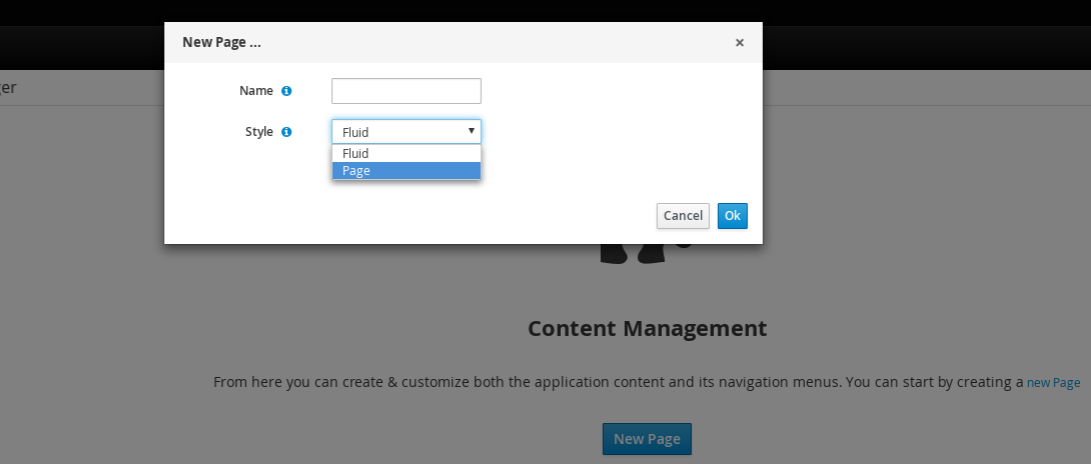 New Page ...
×
ger
Name
Style
Fluid
Fluid
Page
Cancel Ok
Content Management
From here you can create & customize both the application content and its navigation menus. You can start by creating a new Page
New Page